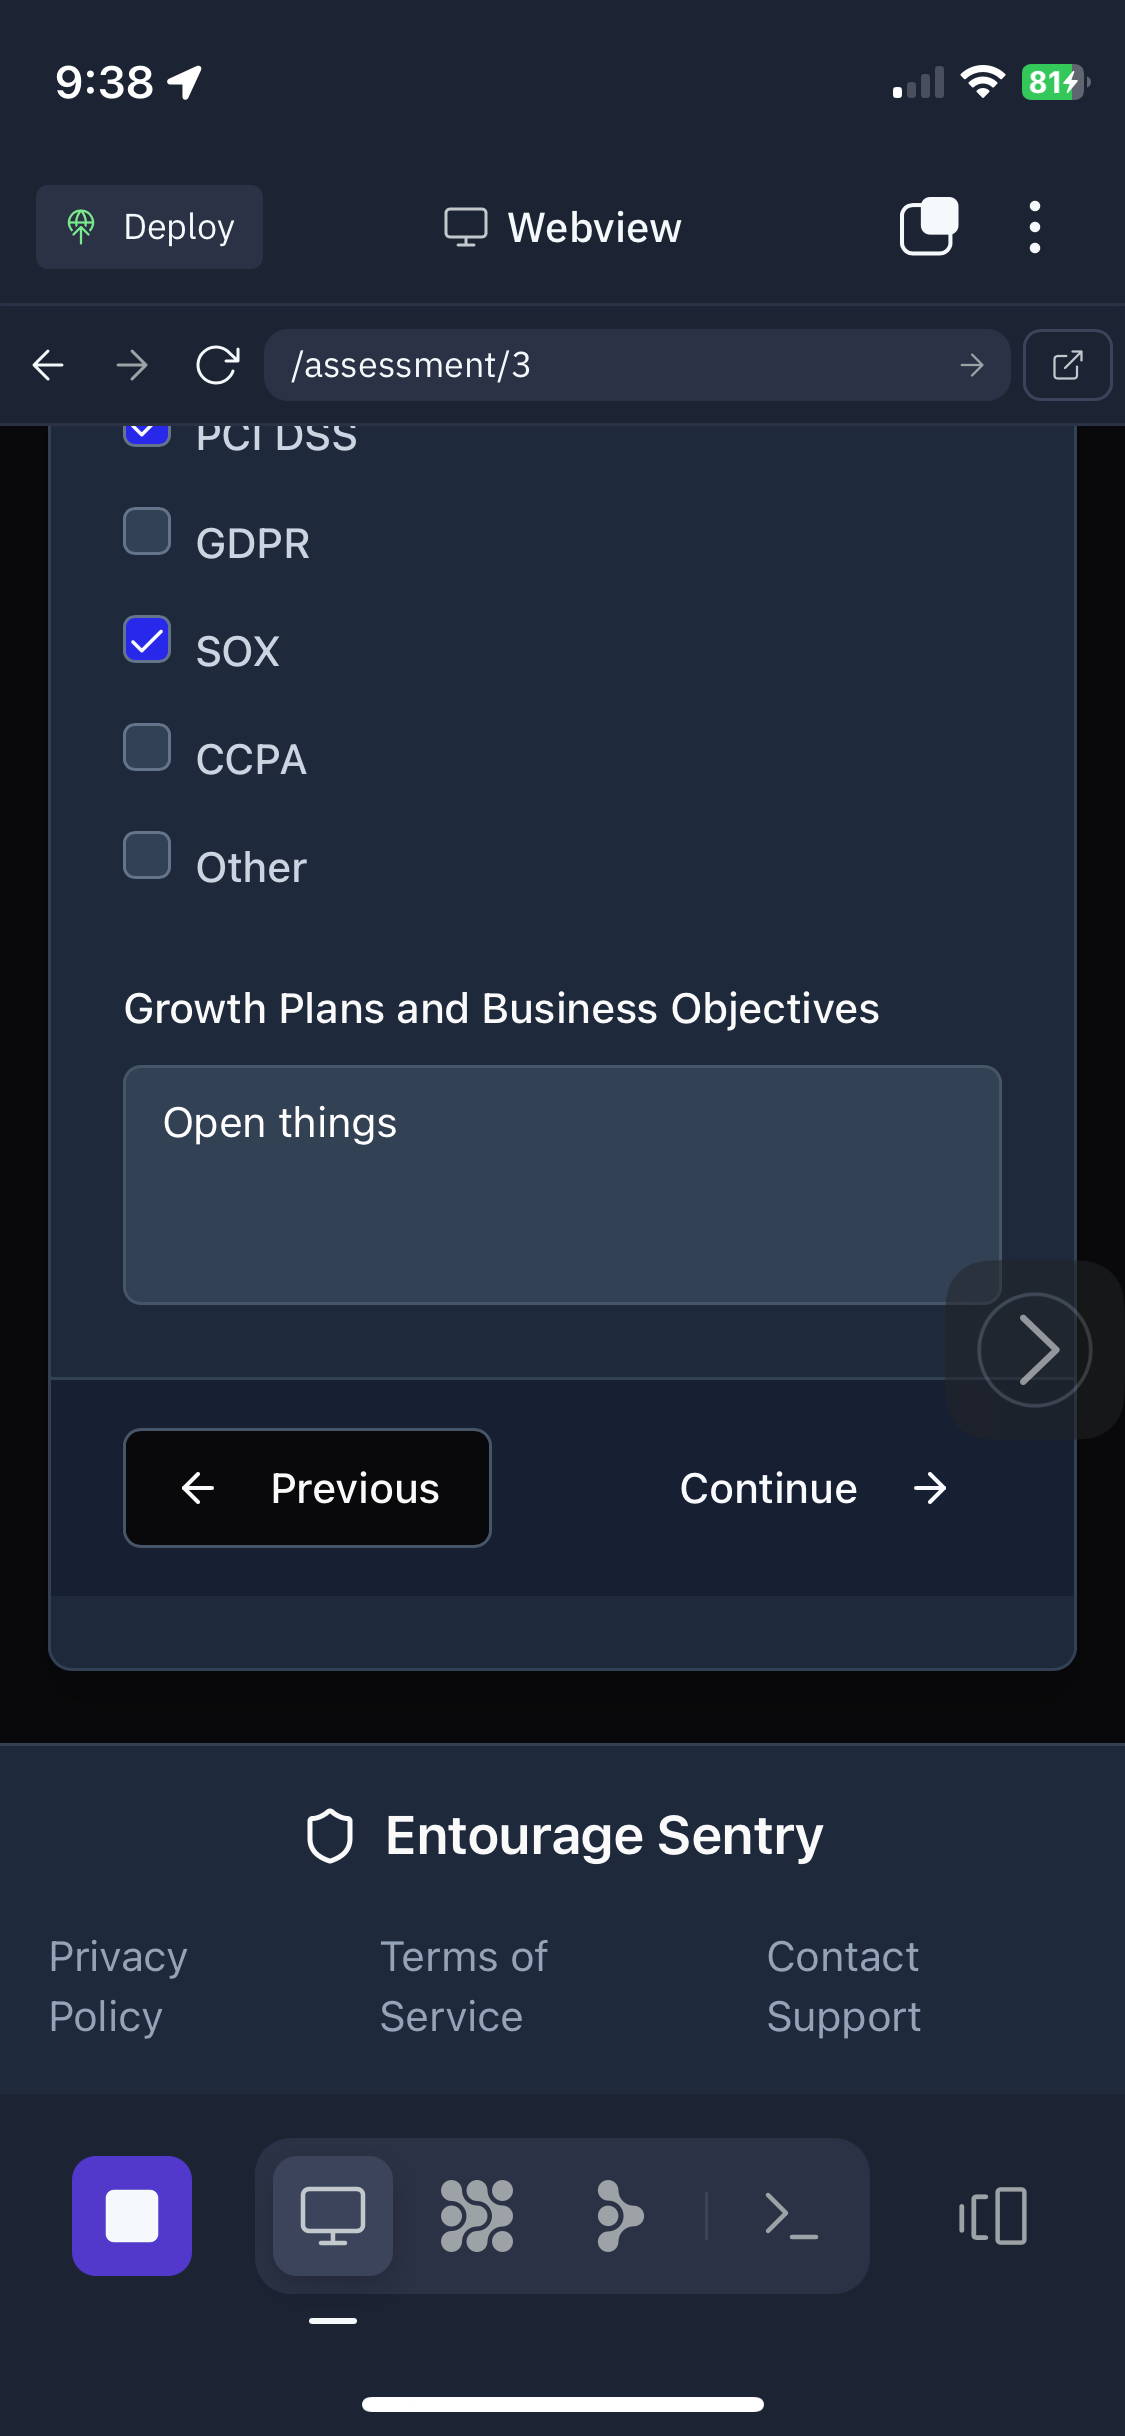 9:38
81
Deploy
Webview
/assessment/3
PCI DSS
GDPR
SOX
CCPA
Other
Growth Plans and Business Objectives
Open things
Previous
Continue
Entourage Sentry
Privacy
Policy
Terms of
Service
Contact
Support